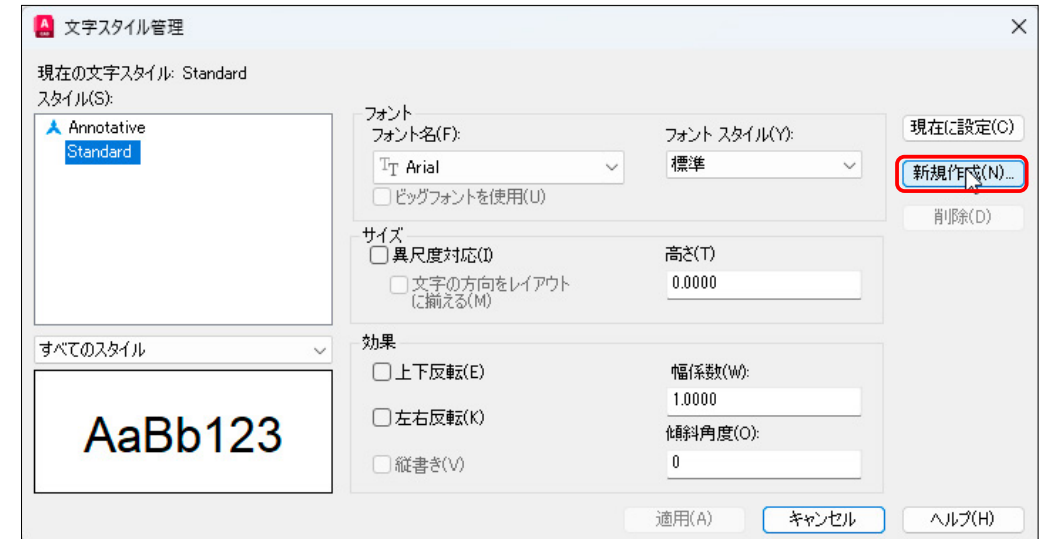 文字スタイル管理
現在の文字スタイル: Standard
スタイル(S):
Annotative
Standard
すべてのスタイル
AaBb123
フォント
フォント名(F):
Arial
ビッグフォントを使用(U)
フォント スタイル(Y):
標準
サイズ
異尺度対応(I)
文字の方向をレイアウト
に揃える(M)
高さ(T)
0.0000
効果
上下反転(E)
左右反転(K)
縦書き(V)
幅係数(W):
1.0000
傾斜角度(O):
0
現在に設定(C)
新規作成(N)...
削除(D)
適用(A)
キャンセル
ヘルプ(H)